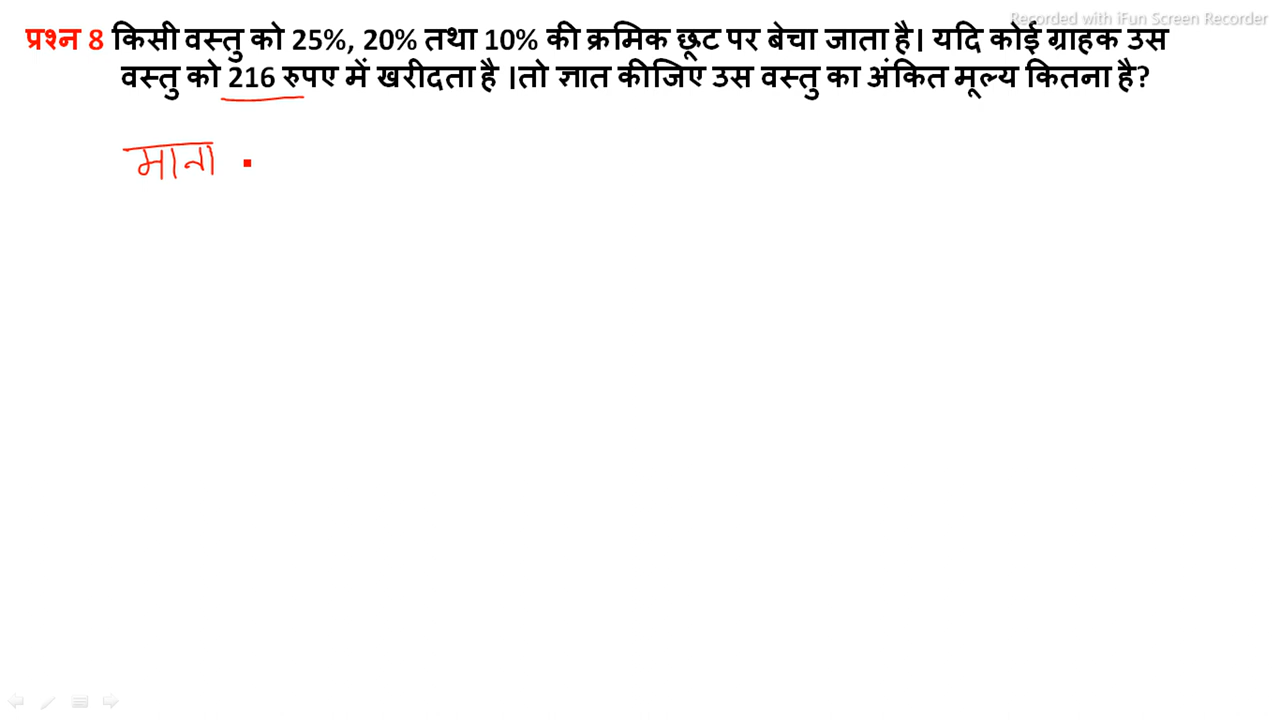 Recorded with iFun Screen Recorder
प्रश्न 8 किसी वस्तु को 25%, 20% तथा 10% की क्रमिक छूट पर बेचा जाता है। यदि कोई ग्राहक उस
वस्तु को 216 रुपए में खरीदता है ।तो ज्ञात कीजिए उस वस्तु का अंकित मूल्य कितना है?
माना